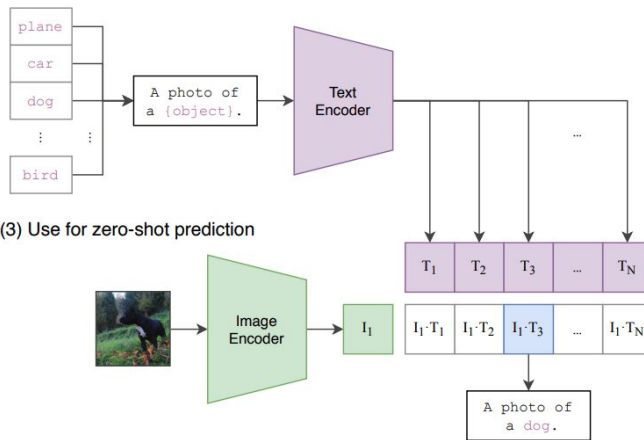 plane
car
dog
⋮
⋮
bird
A photo of
a {object}.
Text
Encoder
...
(3) Use for zero-shot prediction
T1 T2 T3 ... TN
Image
Encoder
I1
I1·T1 I1·T2 I1·T3 ... I1·TN
A photo of
a dog.